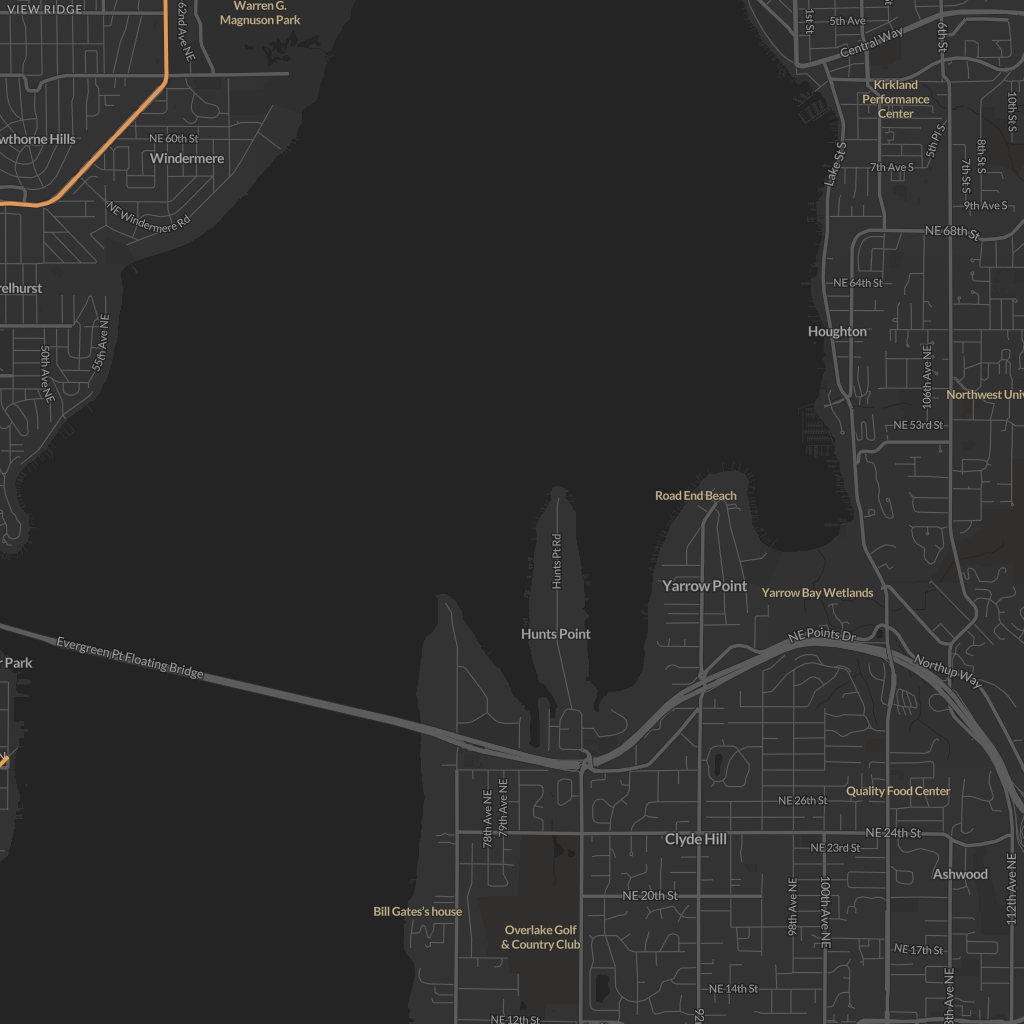 VIEW RIDGE
62nd Ave NE
Warren G.
Magnuson Park
1st St
5th Ave
Central Way
6th St
Kirkland
Performance
Center
10th St S
NE 60th St
Windermere
Lake St S
5th Pl S
8th St S
7th St S
7th Ave S
9th Ave S
NE Windermere Rd
NE 68th St
NE 64th St
55th Ave NE
50th Ave NE
Houghton
106th Ave NE
Northwest Univ
NE 53rd St
Road End Beach
Hunts Pt Rd
Yarrow Point
Yarrow Bay Wetlands
Hunts Point
NE Points Dr
Evergreen Pt Floating Bridge
Park
Northup Way
78th Ave NE
79th Ave NE
NE 26th St
Quality Food Center
Clyde Hill
NE 24th St
NE 23rd St
Ashwood
112th Ave NE
98th Ave NE
100th Ave NE
NE 20th St
Bill Gates's house
Overlake Golf
& Country Club
NE 17th St
NE 14th St
NE 12th St